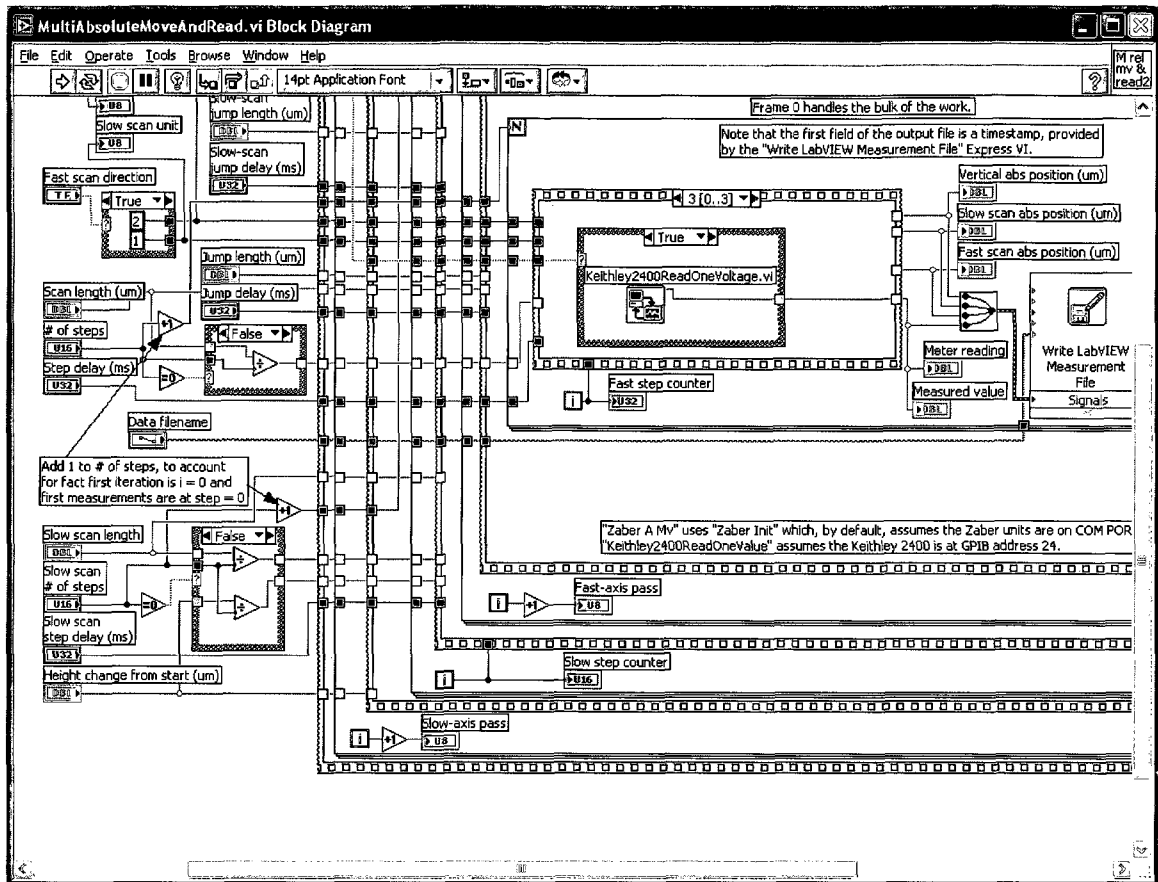 MultiAbsoluteMoveAndRead.vi Block Diagram
File Edit Operate Tools Browse Window Help
14pt Application Font
M rel
mv &
read2
U8
Slow scan unit
U8
Fast scan direction
TF
True
2
1
Slow-scan
jump length (um)
DBL
Slow-scan
jump delay (ms)
U32
Frame 0 handles the bulk of the work.
N
Note that the first field of the output file is a timestamp, provided
by the "Write LabVIEW Measurement File" Express VI.
3 [0..3]
True
Keithley2400ReadOneVoltage.vi
Vertical abs position (um)
DBL
Slow scan abs position (um)
DBL
Fast scan abs position (um)
DBL
Write LabVIEW
Measurement
File
Signals
Meter reading
DBL
Measured value
DBL
i
Fast step counter
U32
Jump length (um)
DBL
Jump delay (ms)
U32
Scan length (um)
DBL
# of steps
U16
Step delay (ms)
U32
+1
=0
False
÷
Data filename
Add 1 to # of steps, to account
for fact first iteration is i = 0 and
first measurements are at step = 0
+1
Slow scan length
DBL
Slow scan
# of steps
U16
=0
False
÷
÷
Slow scan
step delay (ms)
U32
Height change from start (um)
DBL
"Zaber A Mv" uses "Zaber Init" which, by default, assumes the Zaber units are on COM POR
"Keithley2400ReadOneValue" assumes the Keithley 2400 is at GPIB address 24.
Fast-axis pass
i
+1
U8
Slow step counter
i
U16
Slow-axis pass
i
+1
U8